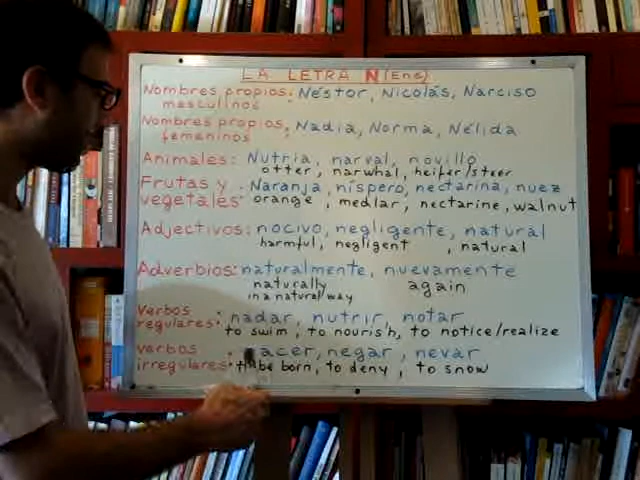 LA LETRA N (Ene)
Nombres propios: Néstor, Nicolás, Narciso
masculinos
Nombres propios: Nadia, Norma, Nélida
femeninos
Animales: Nutria, narval, novillo
otter, narwhal, heifer/steer
Frutas y Naranja, níspero, nectarina, nuez
vegetales: orange, medlar, nectarine, walnut
Adjectivos: nocivo, negligente, natural
harmful, negligent, natural
Adverbios: naturalmente, nuevamente
naturally again
in a natural way
Verbos : nadar, nutrir, notar
regulares: to swim, to nourish, to notice/realize
Verbos : acer, negar, nevar
irregulares: be born, to deny, to snow